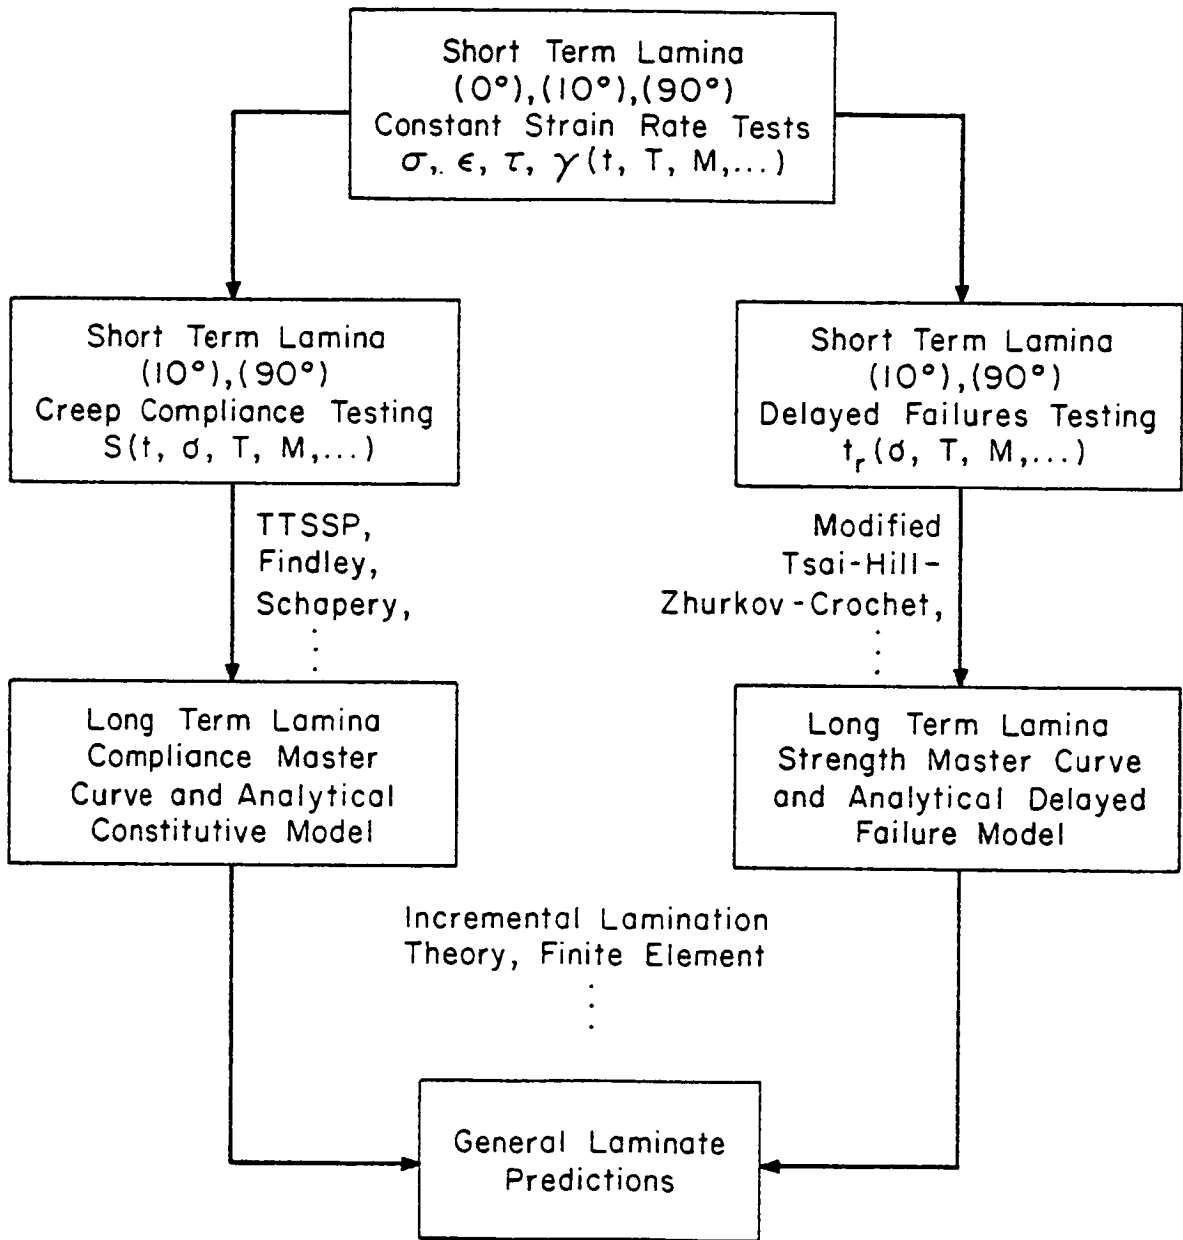 Short Term Lamina
(0°),(10°),(90°)
Constant Strain Rate Tests
σ, ϵ, τ, γ(t, T, M,...)
Short Term Lamina
(10°),(90°)
Creep Compliance Testing
S(t, σ, T, M,...)
Short Term Lamina
(10°),(90°)
Delayed Failures Testing
t_r(σ, T, M,...)
TTSSP,
Findley,
Schapery,
⋮
Modified
Tsai-Hill-
Zhurkov-Crochet,
⋮
Long Term Lamina
Compliance Master
Curve and Analytical
Constitutive Model
Long Term Lamina
Strength Master Curve
and Analytical Delayed
Failure Model
Incremental Lamination
Theory, Finite Element
⋮
General Laminate
Predictions